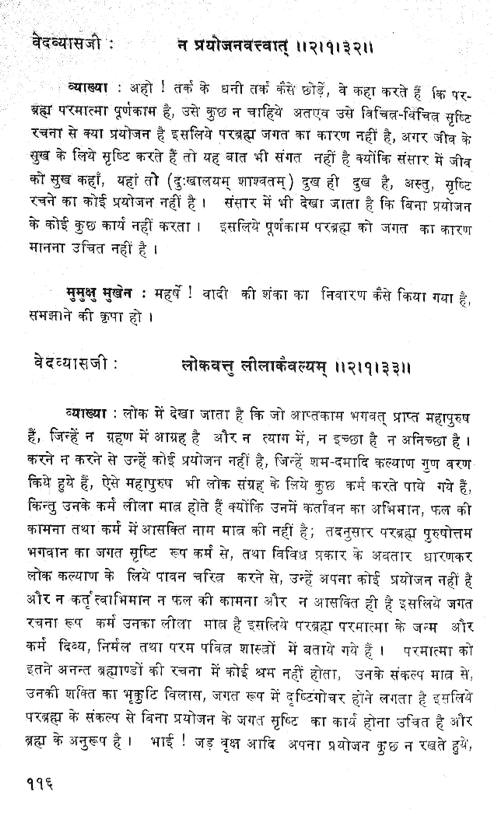 वेदव्यासजी : न प्रयोजनवत्त्वात् ।।२।१।३२।।
व्याख्या : अहो ! तर्क के धनी तर्क कैसे छोड़ें, वे कहा करते हैं कि पर-
ब्रह्म परमात्मा पूर्णकाम है, उसे कुछ न चाहिये अतएव उसे विचित्र-विचित्र सृष्टि
रचना से क्या प्रयोजन है इसलिये परब्रह्म जगत का कारण नहीं है, अगर जीव के
सुख के लिये सृष्टि करते हैं तो यह बात भी संगत नहीं है क्योंकि संसार में जीव
को सुख कहाँ, यहां तो (दुःखालयम् शाश्वतम्) दुख ही दुख है, अस्तु, सृष्टि
रचने का कोई प्रयोजन नहीं है । संसार में भी देखा जाता है कि बिना प्रयोजन
के कोई कुछ कार्य नहीं करता । इसलिये पूर्णकाम परब्रह्म को जगत का कारण
मानना उचित नहीं है ।
मुमुक्षु मुखेन : महर्षे ! वादी की शंका का निवारण कैसे किया गया है,
समझाने की कृपा हो ।
वेदव्यासजी : लोकवत्तु लीलाकैवल्यम् ।।२।१।३३।।
व्याख्या : लोक में देखा जाता है कि जो आप्तकाम भगवत् प्राप्त महापुरुष
हैं, जिन्हें न ग्रहण में आग्रह है और न त्याग में, न इच्छा है न अनिच्छा है ।
करने न करने से उन्हें कोई प्रयोजन नहीं है, जिन्हें शम-दमादि कल्याण गुण वरण
किये हुये हैं, ऐसे महापुरुष भी लोक संग्रह के लिये कुछ कर्म करते पाये गये हैं,
किन्तु उनके कर्म लीला मात्र होते हैं क्योंकि उनमें कर्तापन का अभिमान, फल की
कामना तथा कर्म में आसक्ति नाम मात्र की नहीं है; तदनुसार परब्रह्म पुरुषोत्तम
भगवान का जगत सृष्टि रूप कर्म से, तथा विविध प्रकार के अवतार धारणकर
लोक कल्याण के लिये पावन चरित्र करने से, उन्हें अपना कोई प्रयोजन नहीं है
और न कर्तृत्वाभिमान न फल की कामना और न आसक्ति ही है इसलिये जगत
रचना रूप कर्म उनका लीला मात्र है इसलिये परब्रह्म परमात्मा के जन्म और
कर्म दिव्य, निर्मल तथा परम पवित्र शास्त्रों में बताये गये हैं । परमात्मा को
इतने अनन्त ब्रह्माण्डों की रचना में कोई श्रम नहीं होता, उनके संकल्प मात्र से,
उनकी शक्ति का भृकुटि विलास, जगत रूप में दृष्टिगोचर होने लगता है इसलिये
परब्रह्म के संकल्प से बिना प्रयोजन के जगत सृष्टि का कार्य होना उचित है और
ब्रह्म के अनुरूप है । भाई ! जड़ वृक्ष आदि अपना प्रयोजन कुछ न रखते हुये,
११६